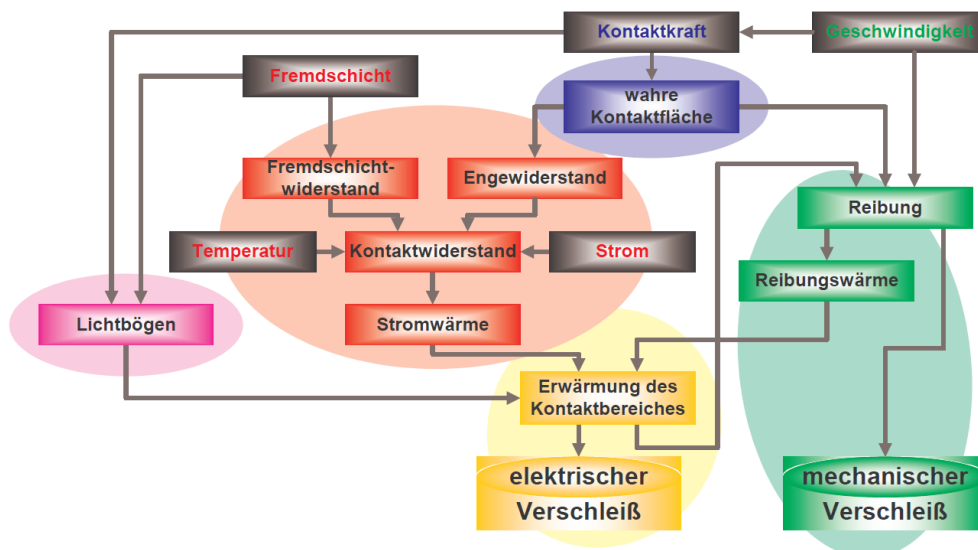 Kontaktkraft
Geschwindigkeit
Fremdschicht
wahre
Kontaktfläche
Fremdschicht-
widerstand
Engewiderstand
Reibung
Temperatur
Kontaktwiderstand
Strom
Reibungswärme
Lichtbögen
Stromwärme
Erwärmung des
Kontaktbereiches
elektrischer
Verschleiß
mechanischer
Verschleiß